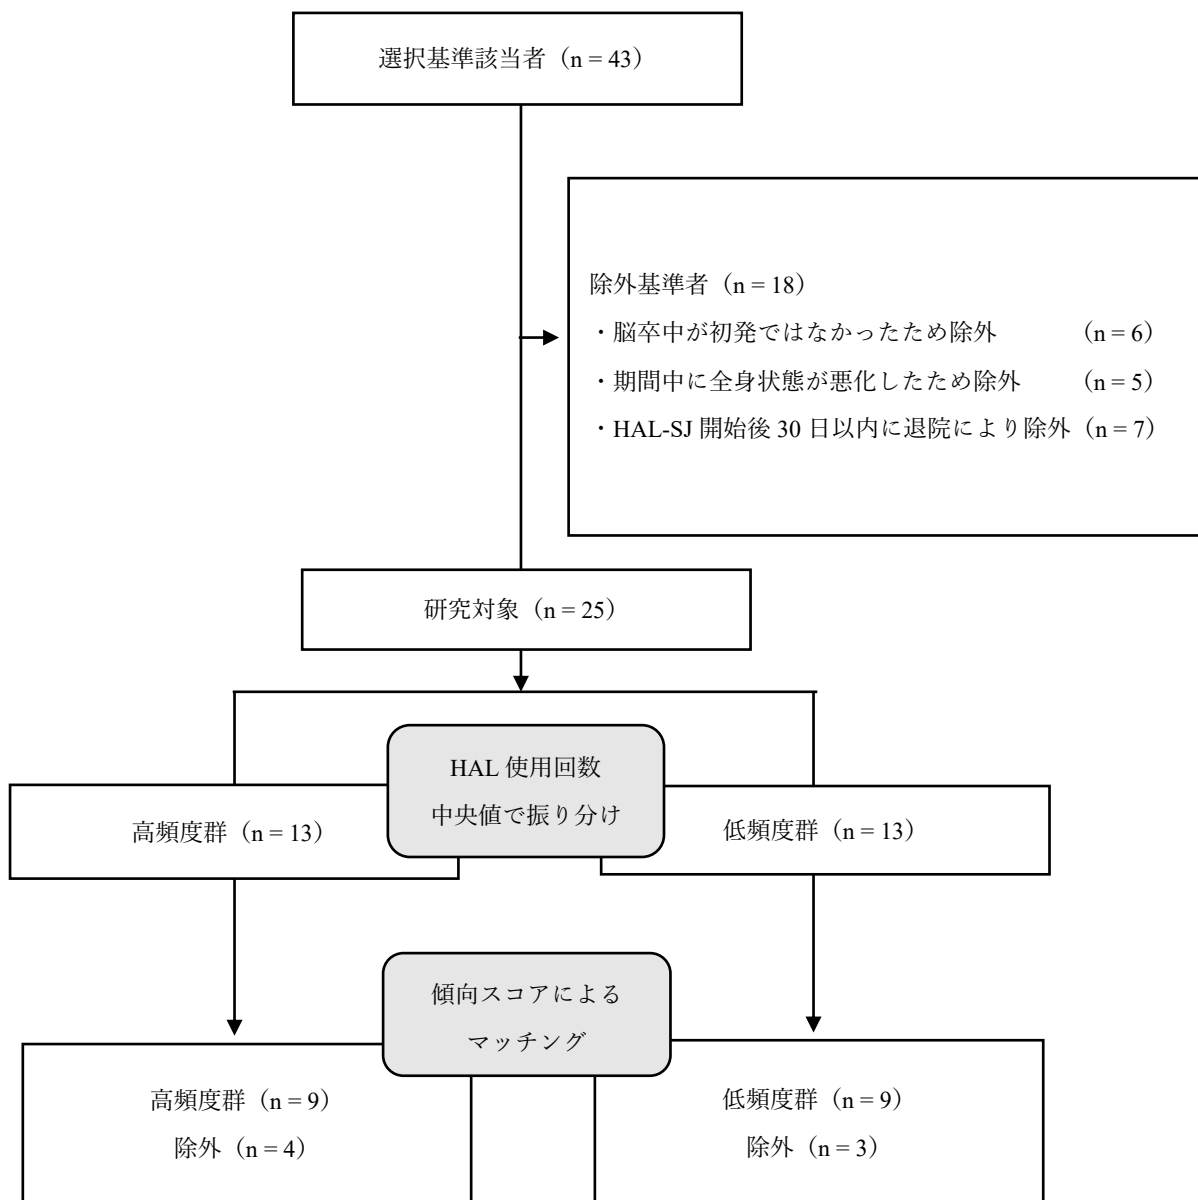 選択基準該当者（n = 43）
除外基準者（n = 18）
・脳卒中が初発ではなかったため除外　（n = 6）
・期間中に全身状態が悪化したため除外　（n = 5）
・HAL-SJ 開始後 30 日以内に退院により除外（n = 7）
研究対象（n = 25）
HAL 使用回数
中央値で振り分け
高頻度群（n = 13）
低頻度群（n = 13）
傾向スコアによる
マッチング
高頻度群（n = 9）
除外（n = 4）
低頻度群（n = 9）
除外（n = 3）